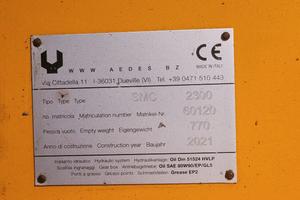 WWW AEDES BZ
CE
MADE IN ITALY
Via Cittadella 11 . I-36031 Dueville (VI) Tel. +39 0471 510 443
Tipo Type Type SMC 2300
no. matricola Matriculation number Matrikel-Nr. 60120
Pesoda vuoto Empty weight Eigengewicht 770
Anno di costruzione Construction year: Baujahr 2021
Impianto idraulico / Hydraulic system / Hydraulikanlage: Oil Din 51524 HVLP
Scatola ingranaggi / Gear box / Oil SAE 80W90/EP/GL5
Punti a grasso / Grease points / Schmierstellen: Grease EP2